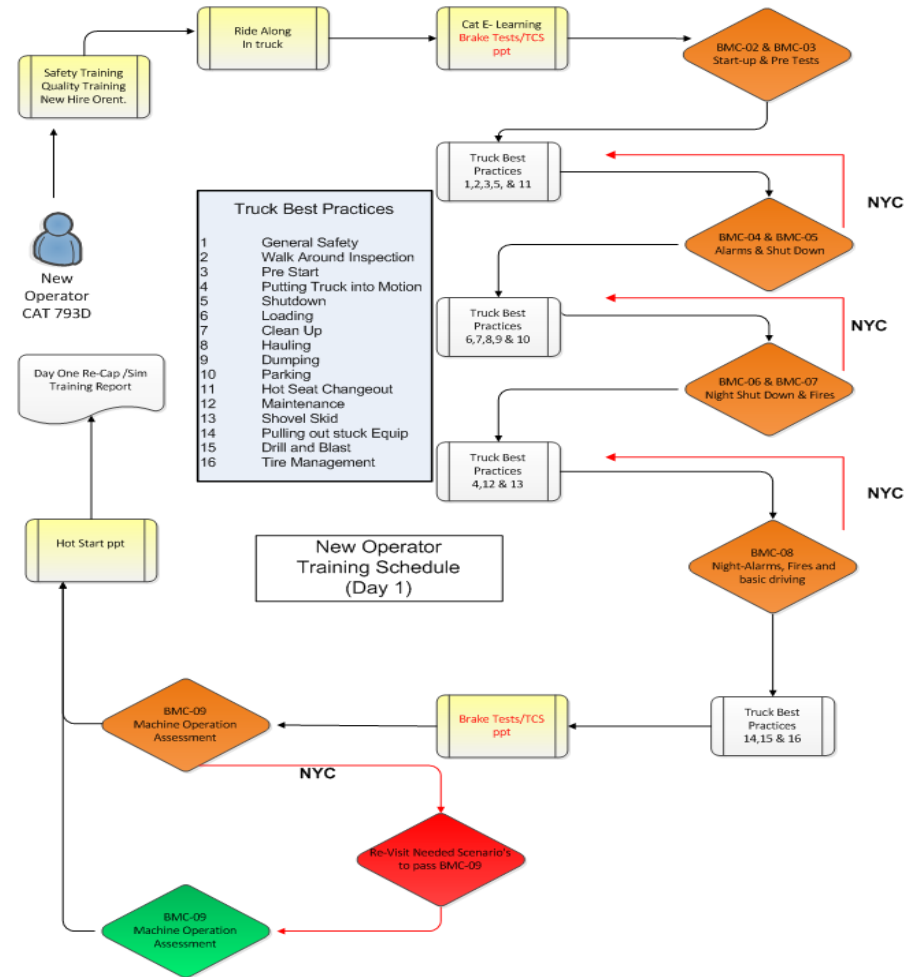 Ride Along
In truck
Cat E- Learning
Brake Tests/TCS
ppt
BMC-02 & BMC-03
Start-up & Pre Tests
Safety Training
Quality Training
New Hire Orent.
Truck Best
Practices
1,2,3,5, & 11
NYC
New
Operator
CAT 793D
Truck Best Practices
1 General Safety
2 Walk Around Inspection
3 Pre Start
4 Putting Truck into Motion
5 Shutdown
6 Loading
7 Clean Up
8 Hauling
9 Dumping
10 Parking
11 Hot Seat Changeout
12 Maintenance
13 Shovel Skid
14 Pulling out stuck Equip
15 Drill and Blast
16 Tire Management
BMC-04 & BMC-05
Alarms & Shut Down
Truck Best
Practices
6,7,8,9 & 10
NYC
Day One Re-Cap /Sim
Training Report
BMC-06 & BMC-07
Night Shut Down & Fires
Truck Best
Practices
4,12 & 13
NYC
Hot Start ppt
New Operator
Training Schedule
(Day 1)
BMC-08
Night-Alarms, Fires and
basic driving
BMC-09
Machine Operation
Assessment
Brake Tests/TCS
ppt
Truck Best
Practices
14,15 & 16
NYC
Re-Visit Needed Scenario's
to pass BMC-09
BMC-09
Machine Operation
Assessment